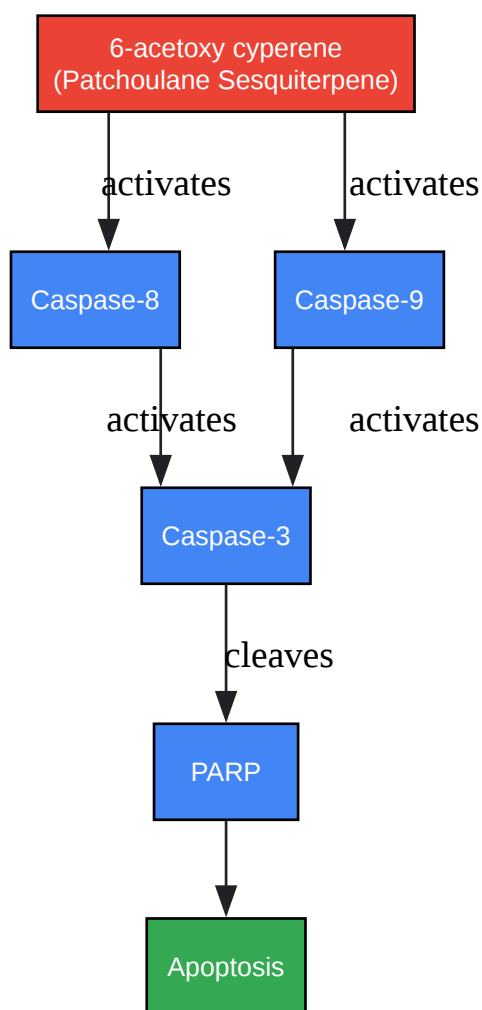 6-acetoxy cyperene
(Patchoulane Sesquiterpene)
activates
activates
Caspase-8
Caspase-9
activates
activates
Caspase-3
cleaves
PARP
Apoptosis